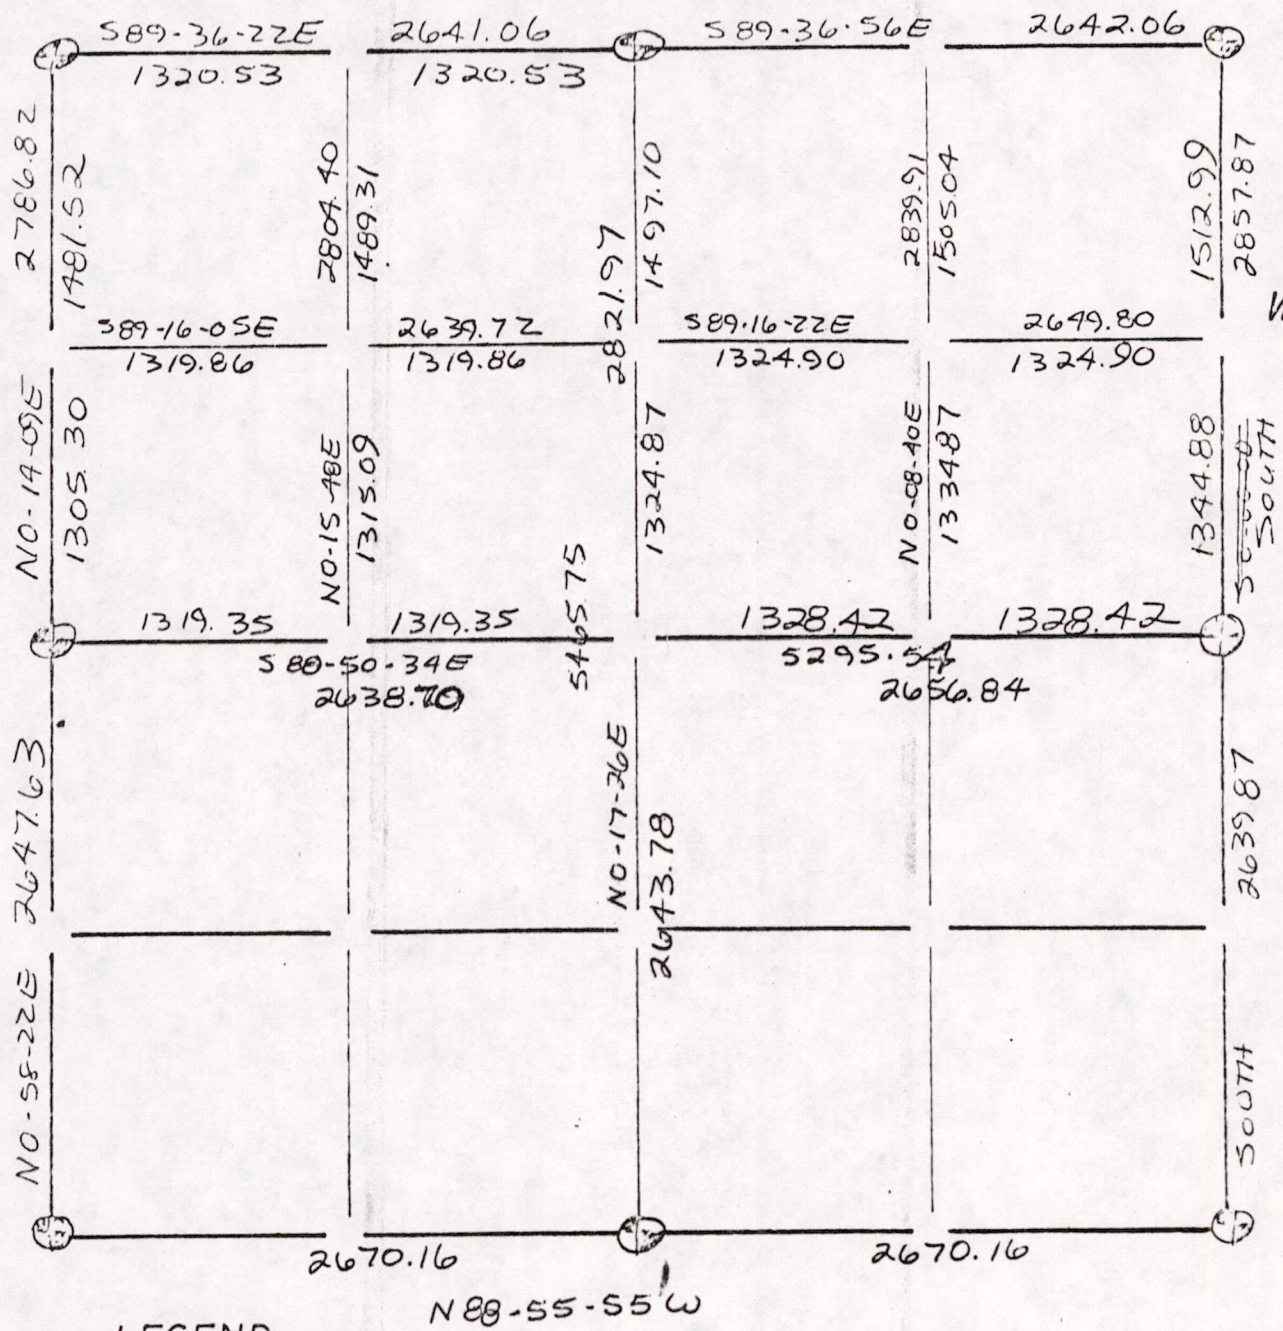 S89-36-22E 2641.06 S89-36-56E 2642.06
1320.53 1320.53
2786.82
1481.52
2804.40
1489.31
2821.97
1497.10
2839.91
1505.04
1512.99
2857.87
S89-16-05E 2639.72 S89-16-22E 2649.80
1319.86 1319.86 1324.90 1324.90
N0-14-09E
1305.30
N0-15-48E
1315.09
1324.87
N0-08-40E
1334.87
1344.88
SOUTH
1319.35 1319.35 1328.42 1328.42
S89-50-34E 5295.54
2638.70 2656.84
5465.75
N0-17-26E
2643.78
2647.63
N0-58-22E
2639.87
SOUTH
2670.16 2670.16
N88-55-55W
LEGEND